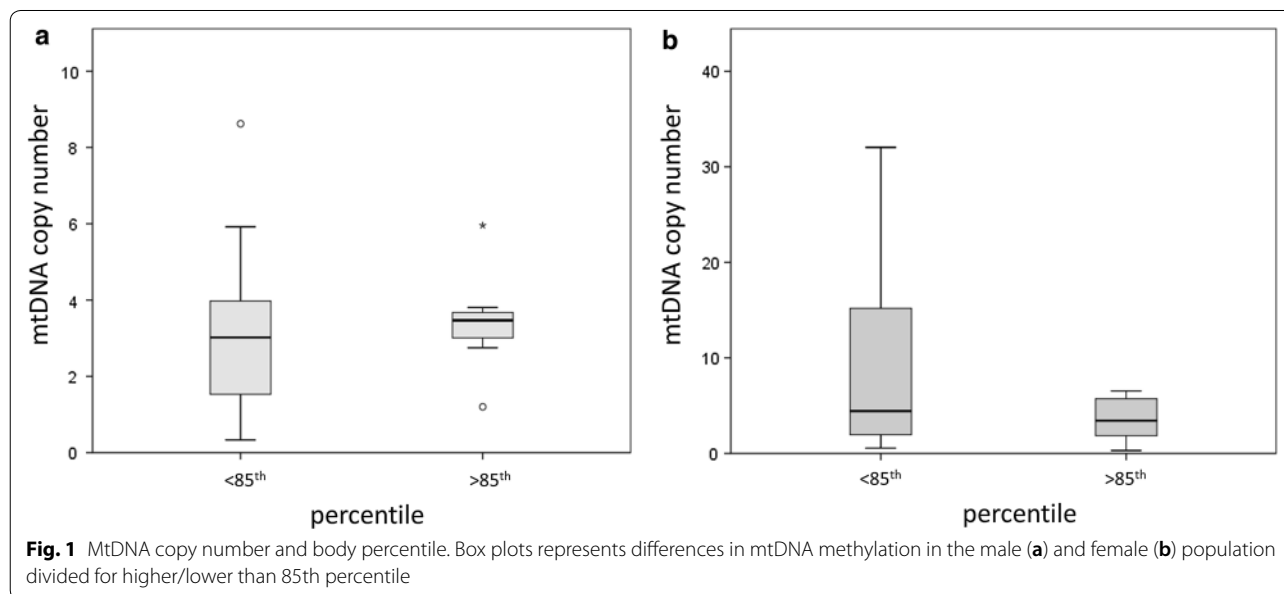 a
b
10
8
6
4
2
0
mtDNA copy number
<85th
>85th
percentile
40
30
20
10
0
mtDNA copy number
<85th
>85th
percentile
Fig. 1 MtDNA copy number and body percentile. Box plots represents differences in mtDNA methylation in the male (a) and female (b) population
divided for higher/lower than 85th percentile